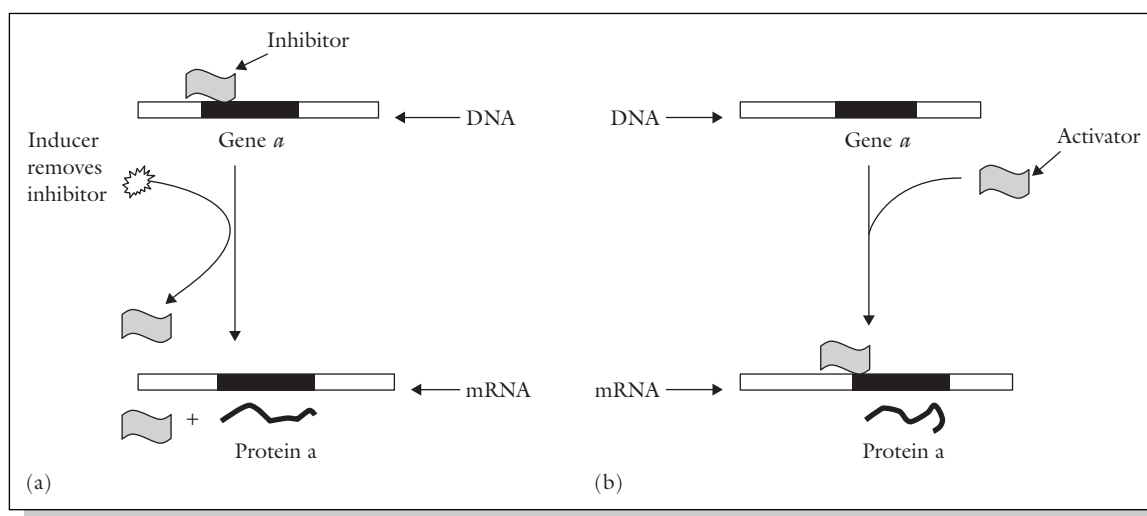 Inhibitor
DNA
Gene a
Inducer
removes
inhibitor
mRNA
+
Protein a
(a)
DNA
Gene a
Activator
mRNA
Protein a
(b)